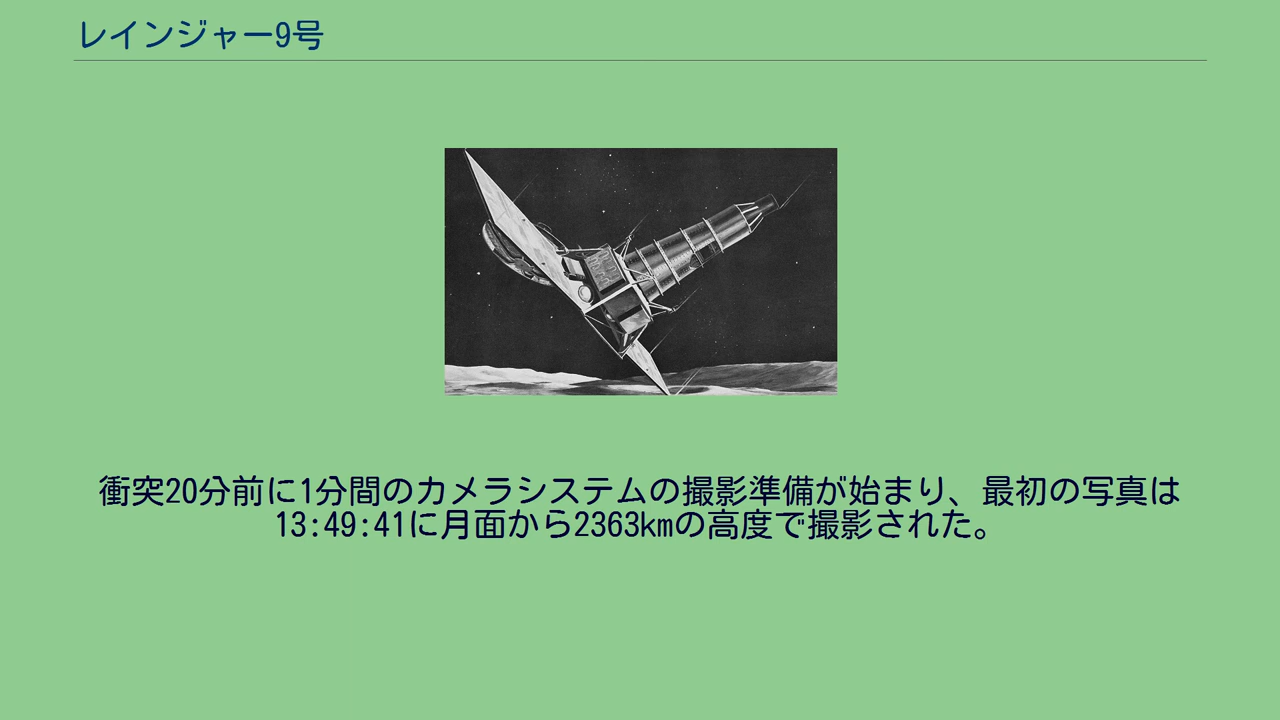 レインジャー9号
衝突20分前に1分間のカメラシステムの撮影準備が始まり、最初の写真は
13:49:41に月面から2363kmの高度で撮影された。